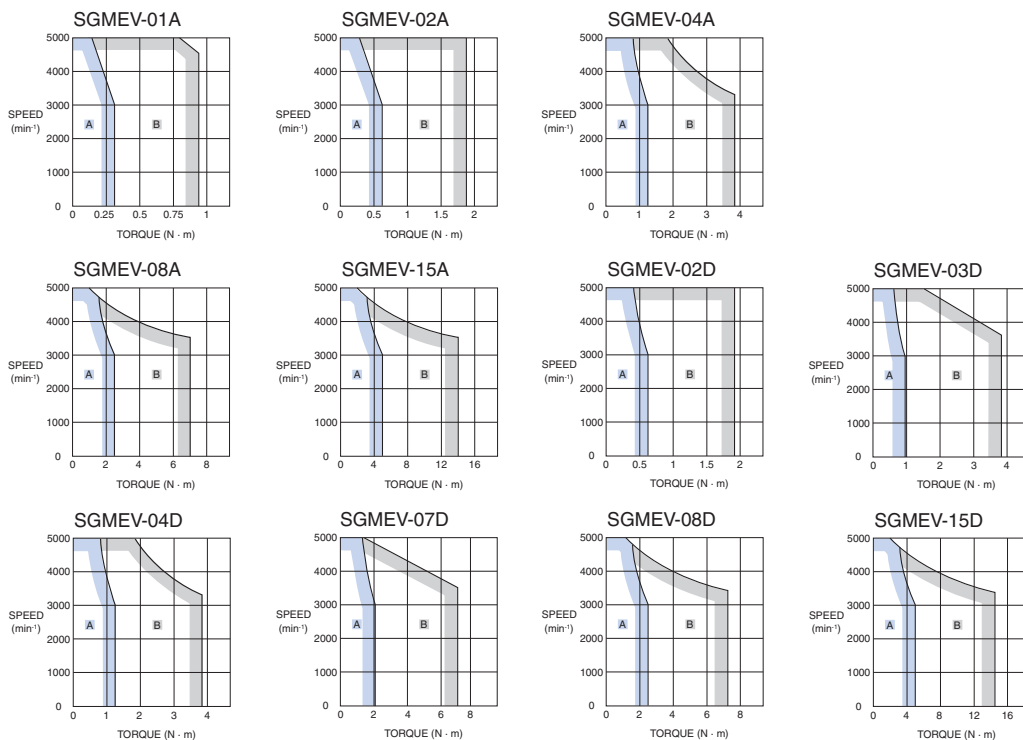 SGMEV-01A
SGMEV-02A
SGMEV-04A
5000
4000
3000
2000
1000
0
SPEED
(min⁻¹)
A
B
0 0.25 0.5 0.75 1
TORQUE (N · m)
5000
4000
3000
2000
1000
0
SPEED
(min⁻¹)
A
B
0 0.5 1 1.5 2
TORQUE (N · m)
5000
4000
3000
2000
1000
0
SPEED
(min⁻¹)
A
B
0 1 2 3 4
TORQUE (N · m)
SGMEV-08A
SGMEV-15A
SGMEV-02D
SGMEV-03D
5000
4000
3000
2000
1000
0
SPEED
(min⁻¹)
A
B
0 2 4 6 8
TORQUE (N · m)
5000
4000
3000
2000
1000
0
SPEED
(min⁻¹)
A
B
0 4 8 12 16
TORQUE (N · m)
5000
4000
3000
2000
1000
0
SPEED
(min⁻¹)
A
B
0 0.5 1 1.5 2
TORQUE (N · m)
5000
4000
3000
2000
1000
0
SPEED
(min⁻¹)
A
B
0 1 2 3 4
TORQUE (N · m)
SGMEV-04D
SGMEV-07D
SGMEV-08D
SGMEV-15D
5000
4000
3000
2000
1000
0
SPEED
(min⁻¹)
A
B
0 1 2 3 4
TORQUE (N · m)
5000
4000
3000
2000
1000
0
SPEED
(min⁻¹)
A
B
0 2 4 6 8
TORQUE (N · m)
5000
4000
3000
2000
1000
0
SPEED
(min⁻¹)
A
B
0 2 4 6 8
TORQUE (N · m)
5000
4000
3000
2000
1000
0
SPEED
(min⁻¹)
A
B
0 4 8 12 16
TORQUE (N · m)